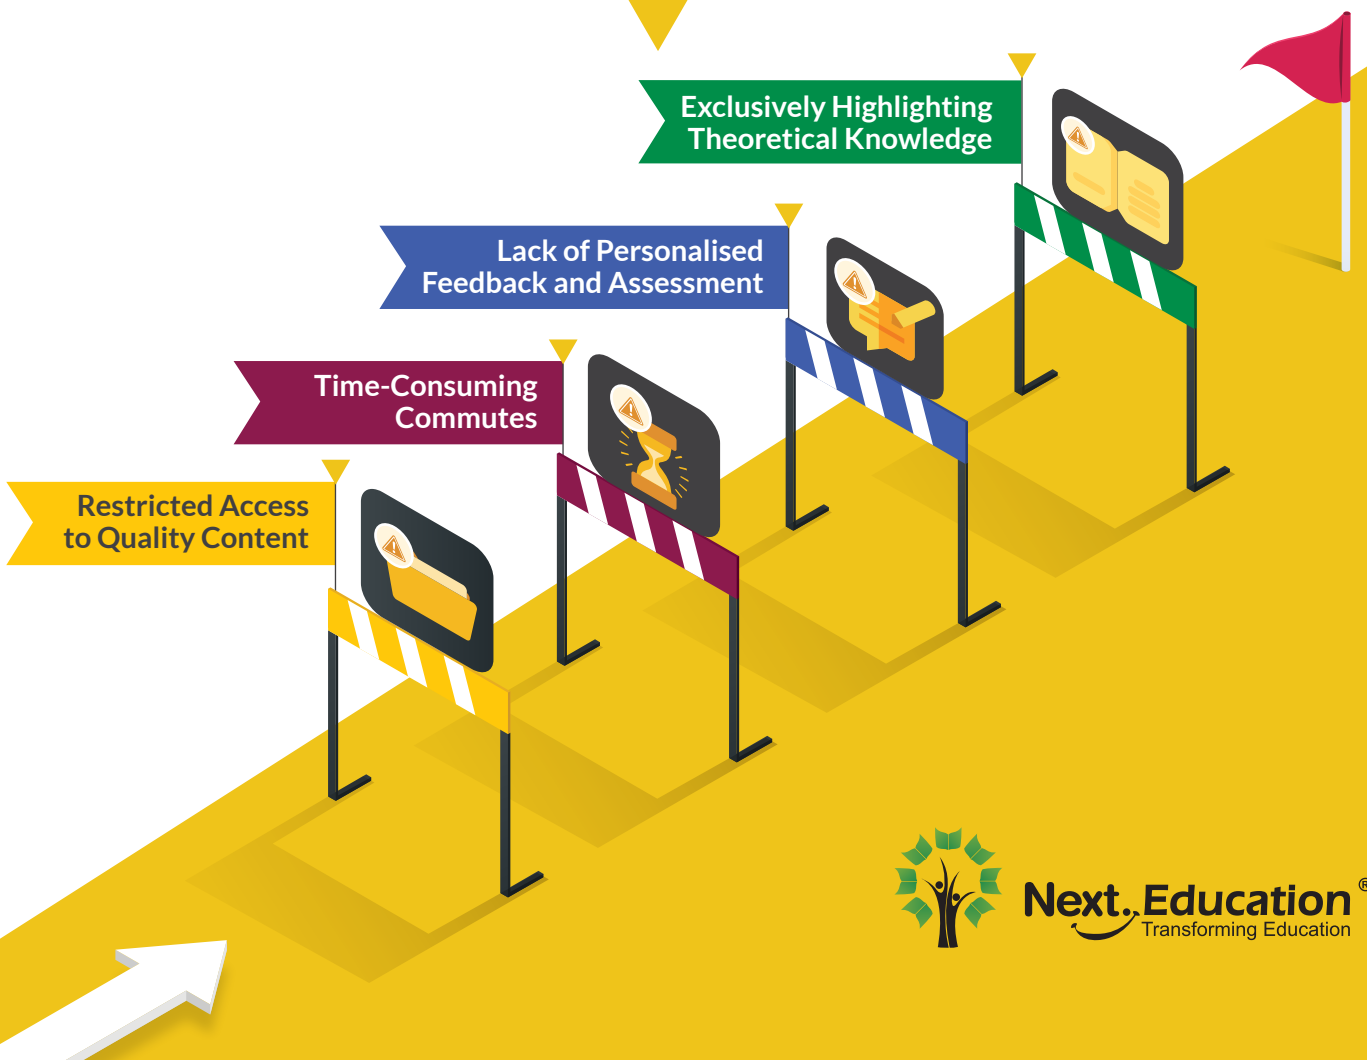 Exclusively Highlighting
Theoretical Knowledge
Lack of Personalised
Feedback and Assessment
Time-Consuming
Commutes
Restricted Access
to Quality Content
Next Education®
Transforming Education